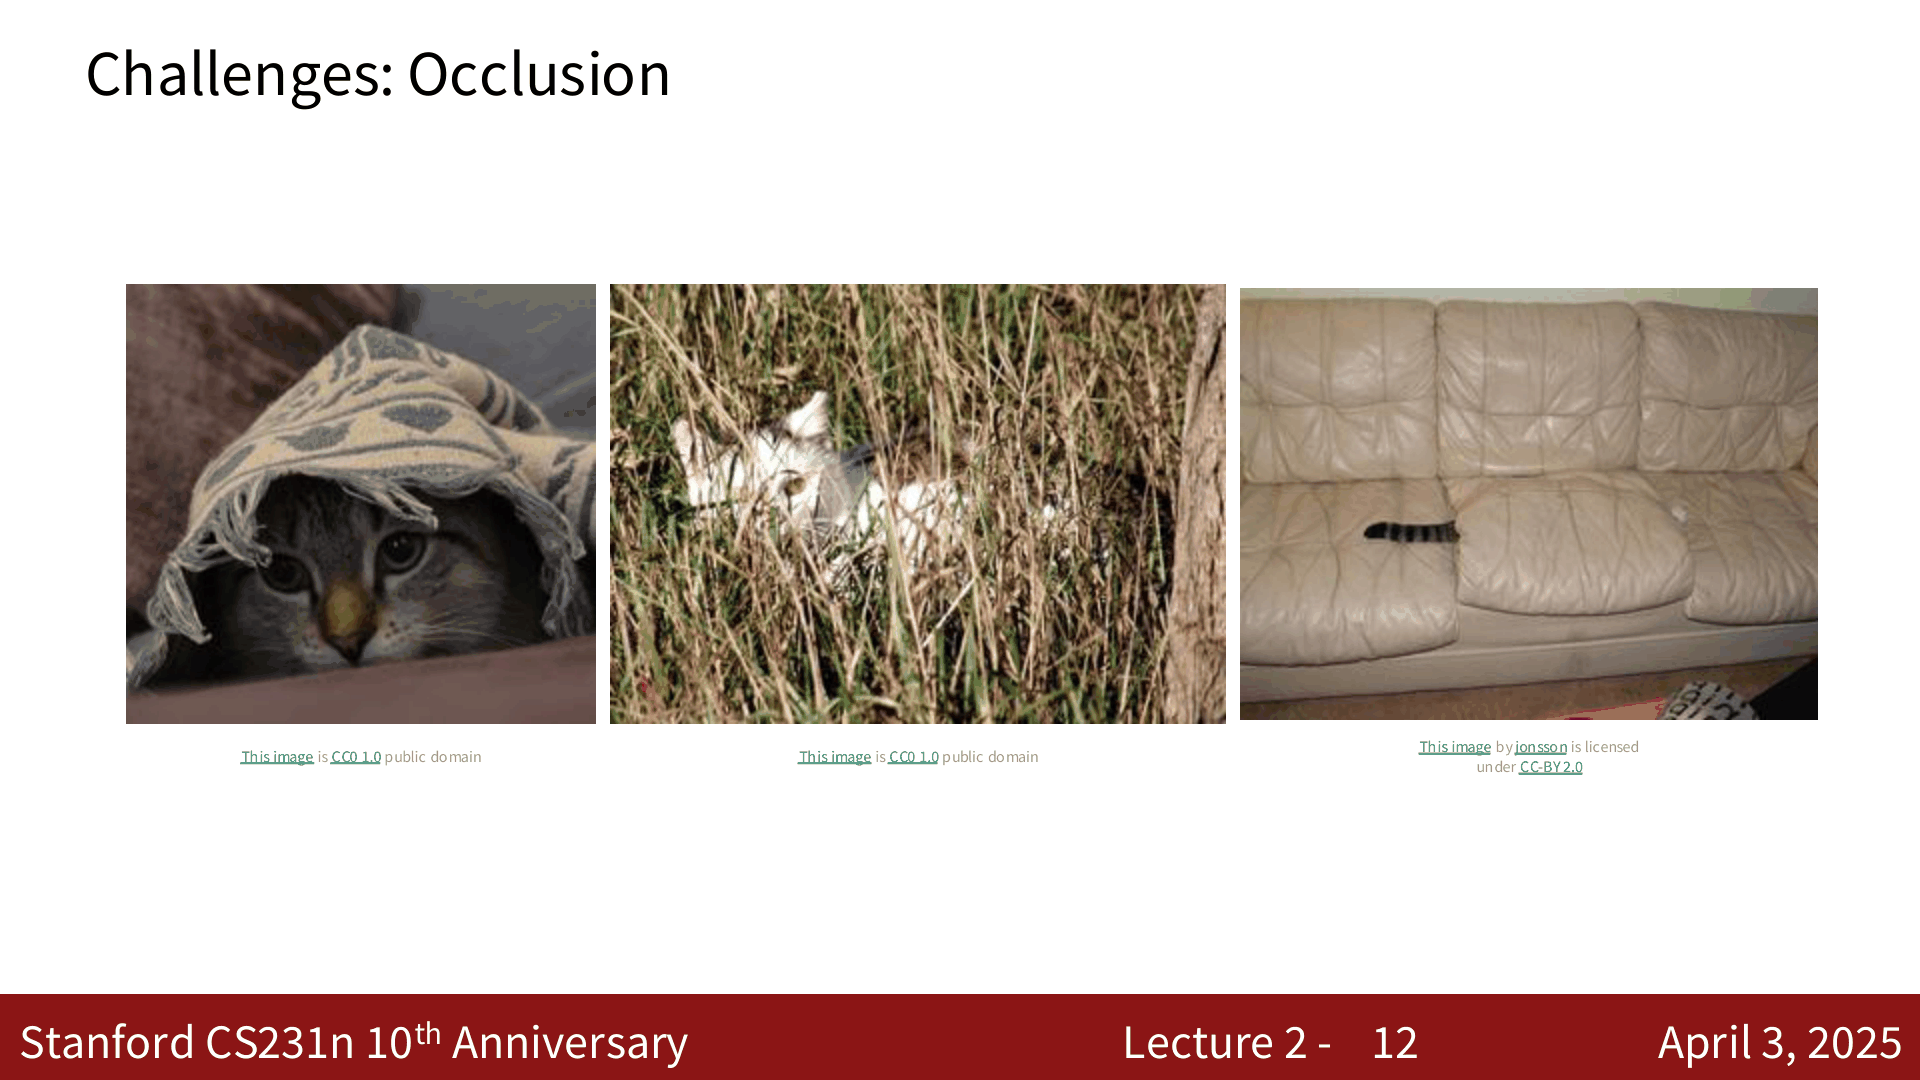 Challenges: Occlusion
This image is CC0 1.0 public domain
This image is CC0 1.0 public domain
This image by jonsson is licensed
under CC-BY 2.0
Stanford CS231n 10th Anniversary
Lecture 2 - 12
April 3, 2025